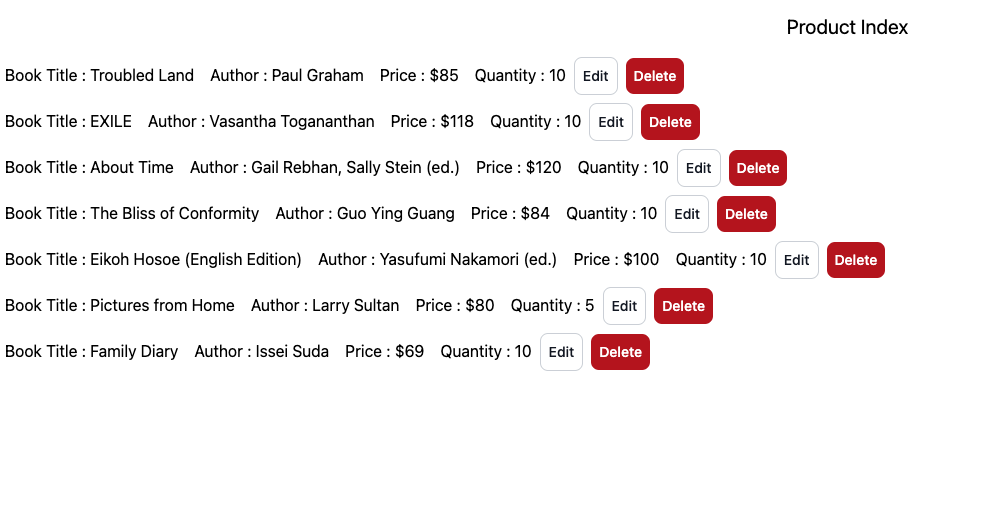 Product Index
Book Title : Troubled Land Author : Paul Graham Price : $85 Quantity : 10 Edit Delete
Book Title : EXILE Author : Vasantha Togananthan Price : $118 Quantity : 10 Edit Delete
Book Title : About Time Author : Gail Rebhan, Sally Stein (ed.) Price : $120 Quantity : 10 Edit Delete
Book Title : The Bliss of Conformity Author : Guo Ying Guang Price : $84 Quantity : 10 Edit Delete
Book Title : Eikoh Hosoe (English Edition) Author : Yasufumi Nakamori (ed.) Price : $100 Quantity : 10 Edit Delete
Book Title : Pictures from Home Author : Larry Sultan Price : $80 Quantity : 5 Edit Delete
Book Title : Family Diary Author : Issei Suda Price : $69 Quantity : 10 Edit Delete